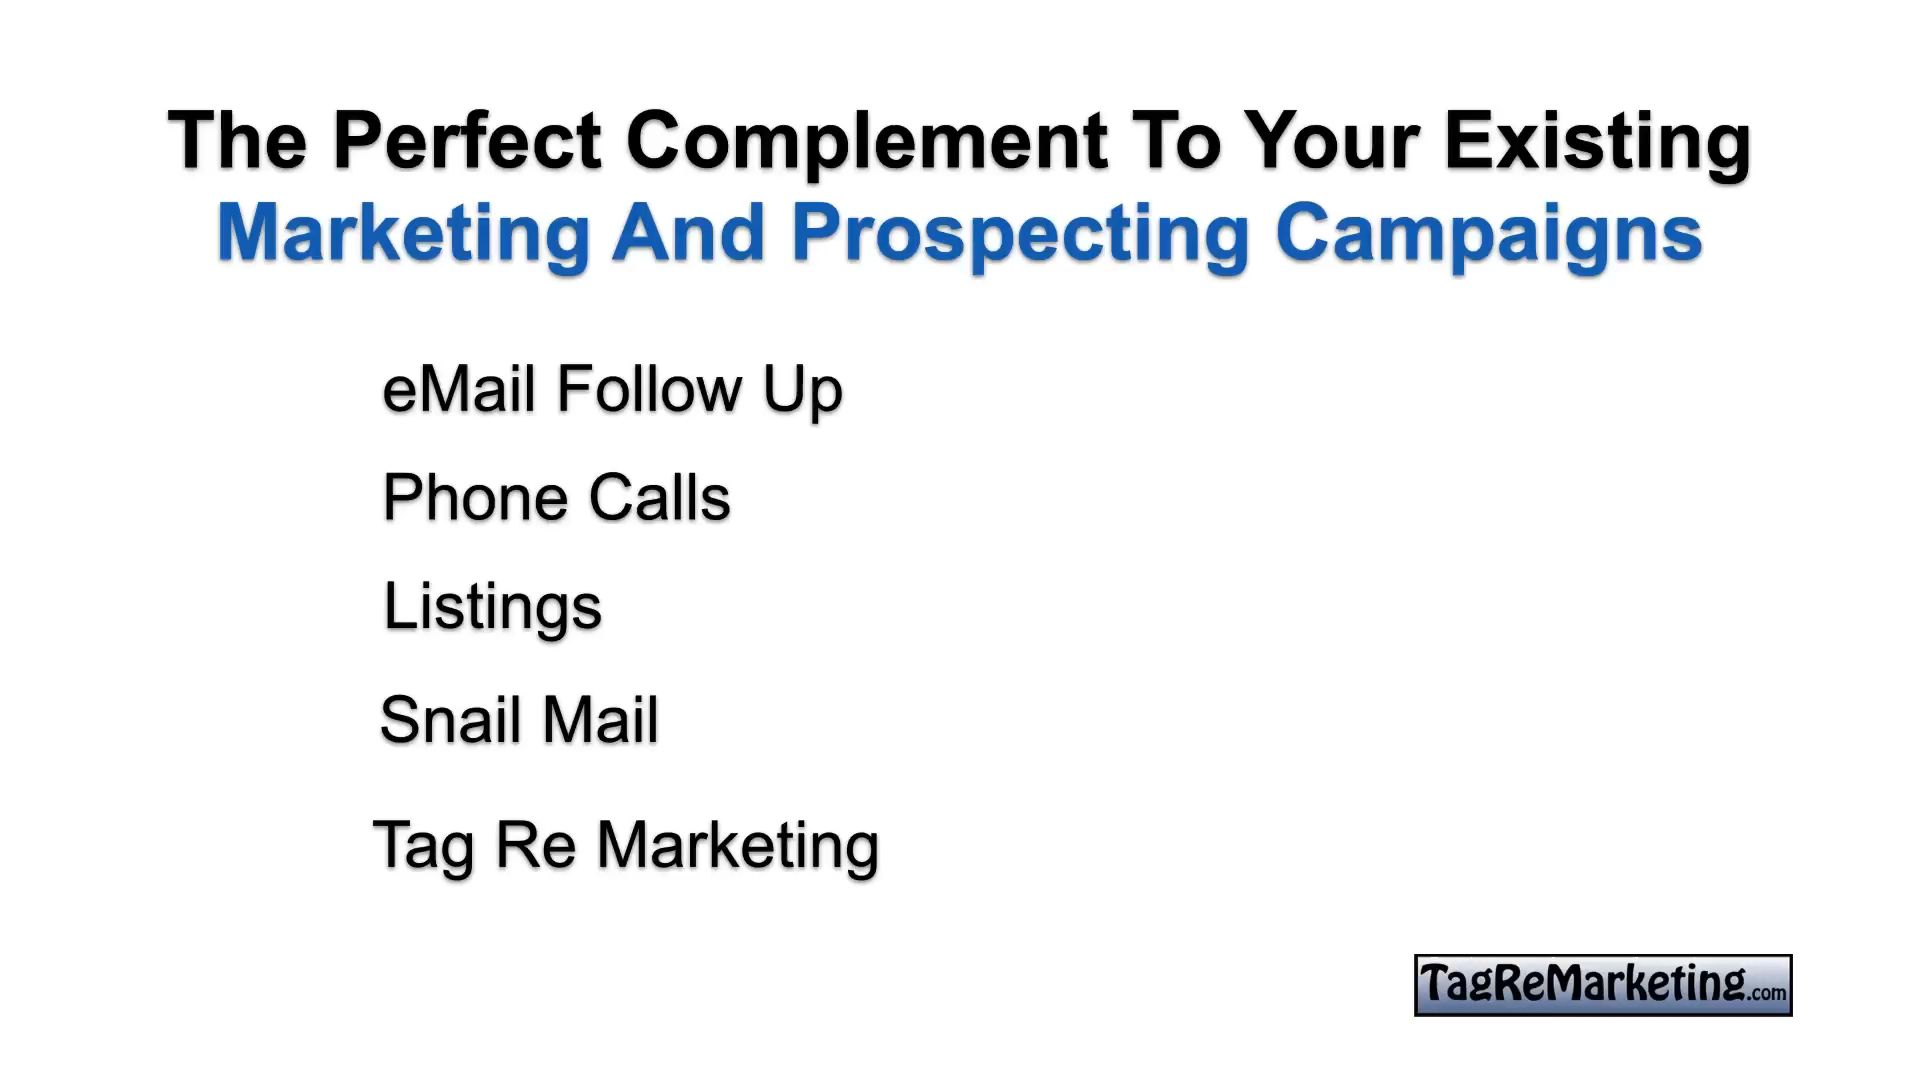 The Perfect Complement To Your Existing
Marketing And Prospecting Campaigns
eMail Follow Up
Phone Calls
Listings
Snail Mail
Tag Re Marketing
TagReMarketing.com